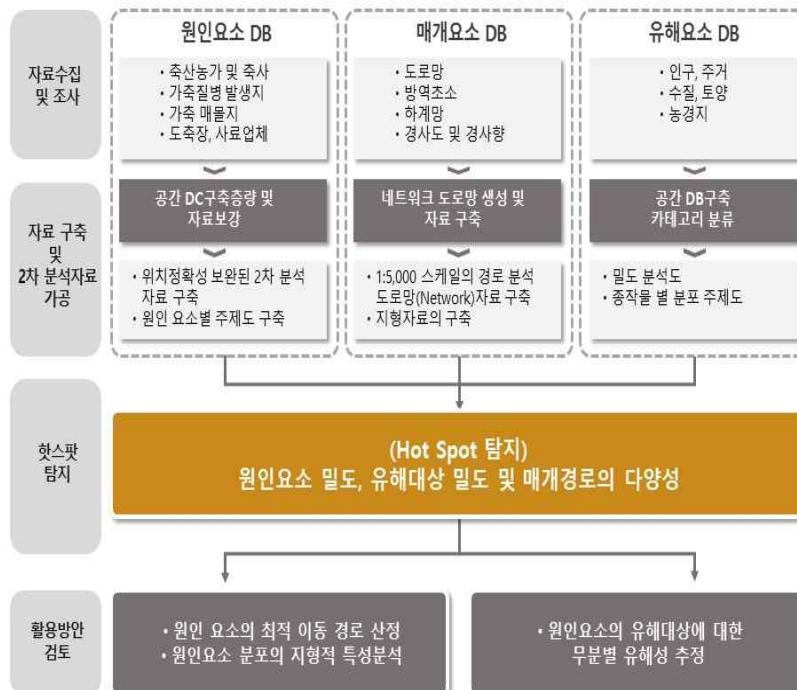 자료수집
및 조사
원인요소 DB
• 축산농가 및 축사
• 가축질병 발생지
• 가축 매몰지
• 도축장, 사료업체
매개요소 DB
• 도로망
• 방역초소
• 하계망
• 경사도 및 경사향
유해요소 DB
• 인구, 주거
• 수질, 토양
• 농경지
자료 구축
및
2차 분석자료
가공
공간 DC구축증량 및
자료보강
네트워크 도로망 생성 및
자료 구축
공간 DB구축
카테고리 분류
• 위치정확성 보완된 2차 분석
자료 구축
• 원인 요소별 주제도 구축
• 1:5,000 스케일의 경로 분석
도로망(Network)자료 구축
• 지형자료의 구축
• 밀도 분석도
• 종작물 별 분포 주제도
핫스팟
탐지
(Hot Spot 탐지)
원인요소 밀도, 유해대상 밀도 및 매개경로의 다양성
활용방안
검토
• 원인 요소의 최적 이동 경로 산정
• 원인요소 분포의 지형적 특성분석
• 원인요소의 유해대상에 대한
무분별 유해성 추정